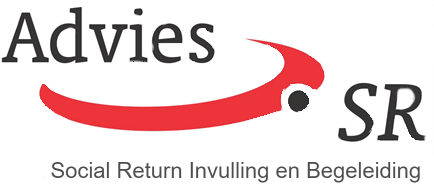 Advies
SR
Social Return Invulling en Begeleiding